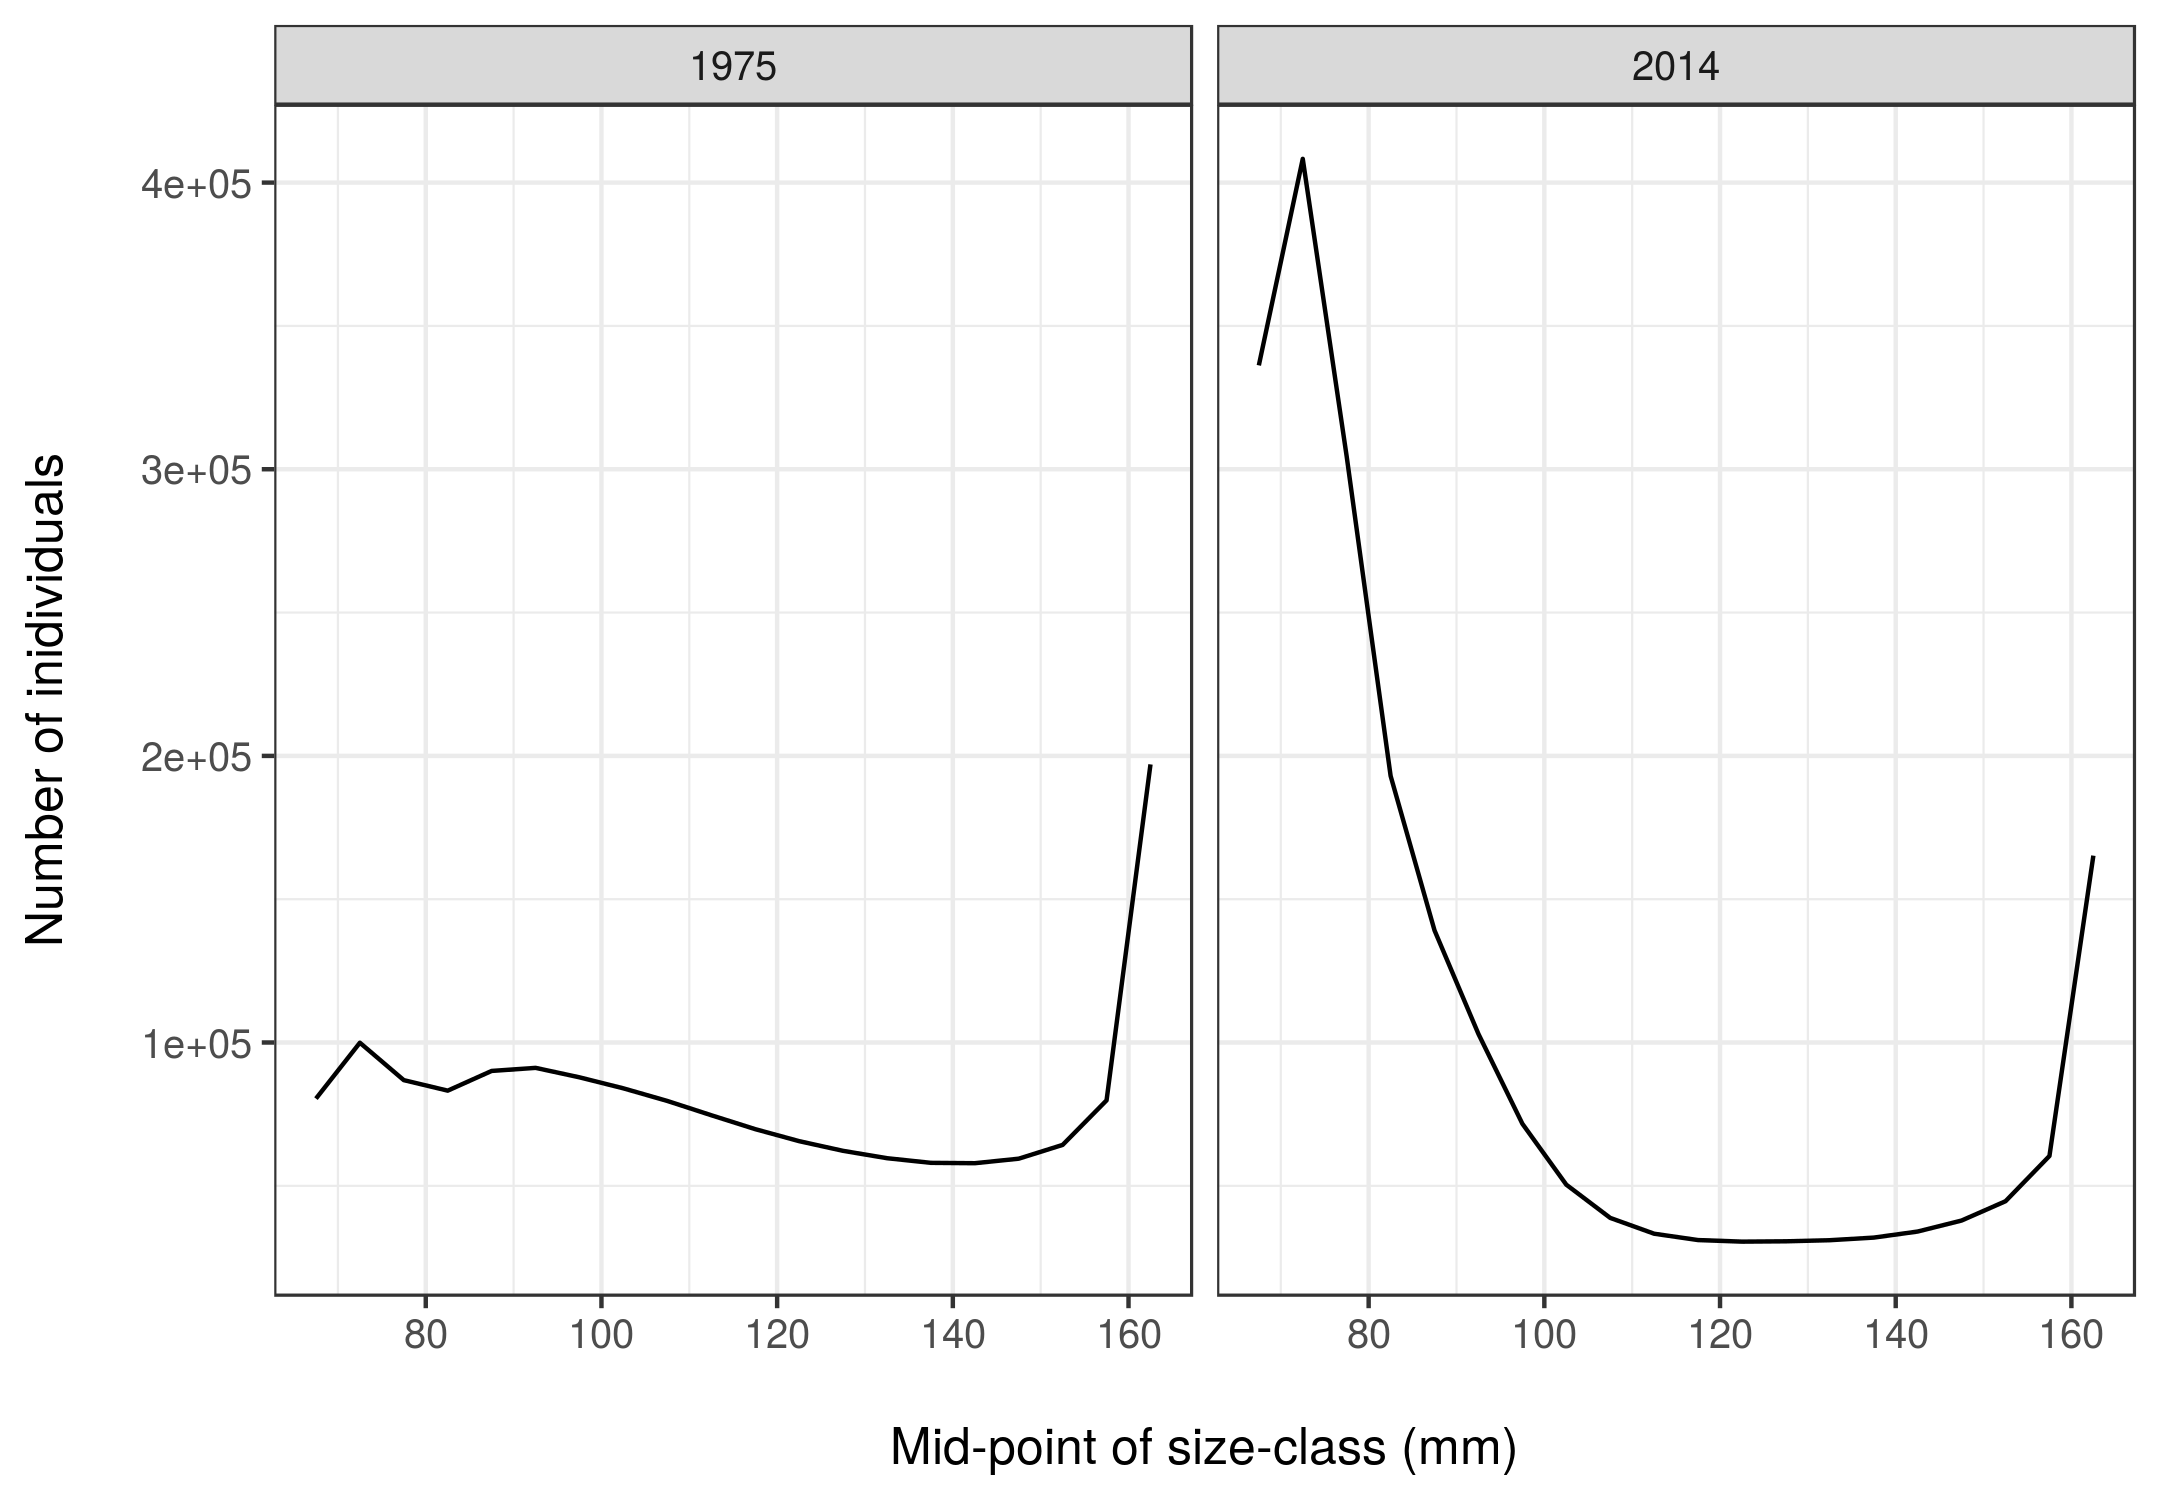 1975
2014
4e+05
3e+05
2e+05
1e+05
Number of inidividuals
80 100 120 140 160
80 100 120 140 160
Mid-point of size-class (mm)